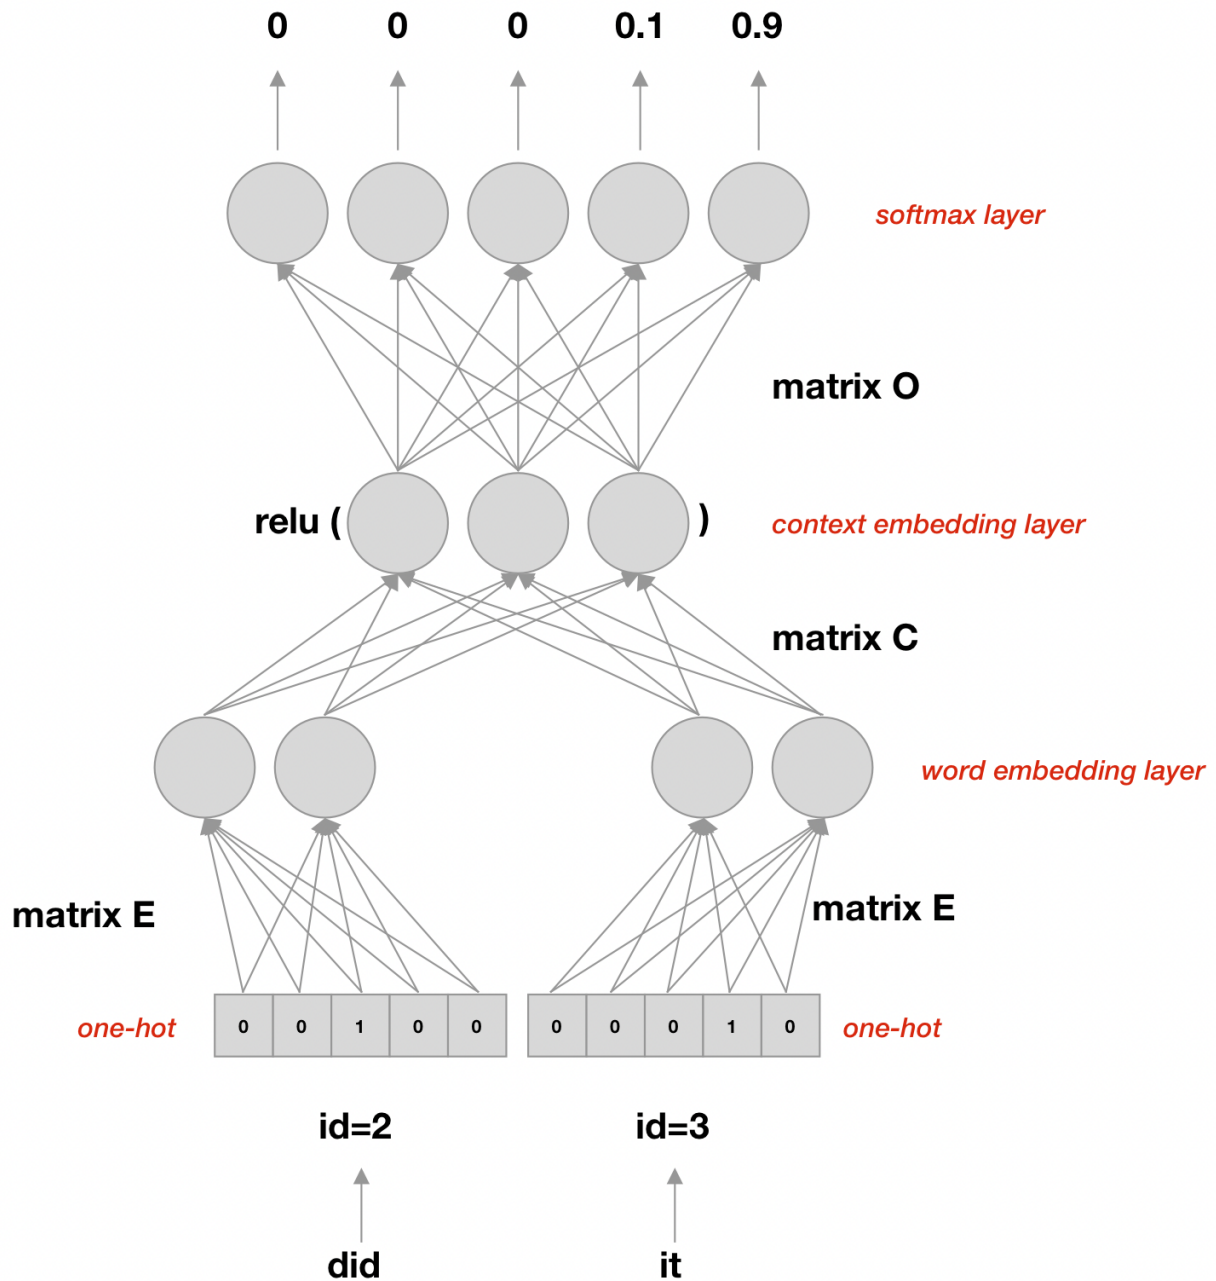 0 0 0 0.1 0.9
softmax layer
matrix O
relu ( ) context embedding layer
matrix C
word embedding layer
matrix E matrix E
one-hot 0 0 1 0 0 0 0 0 1 0 one-hot
id=2 id=3
did it